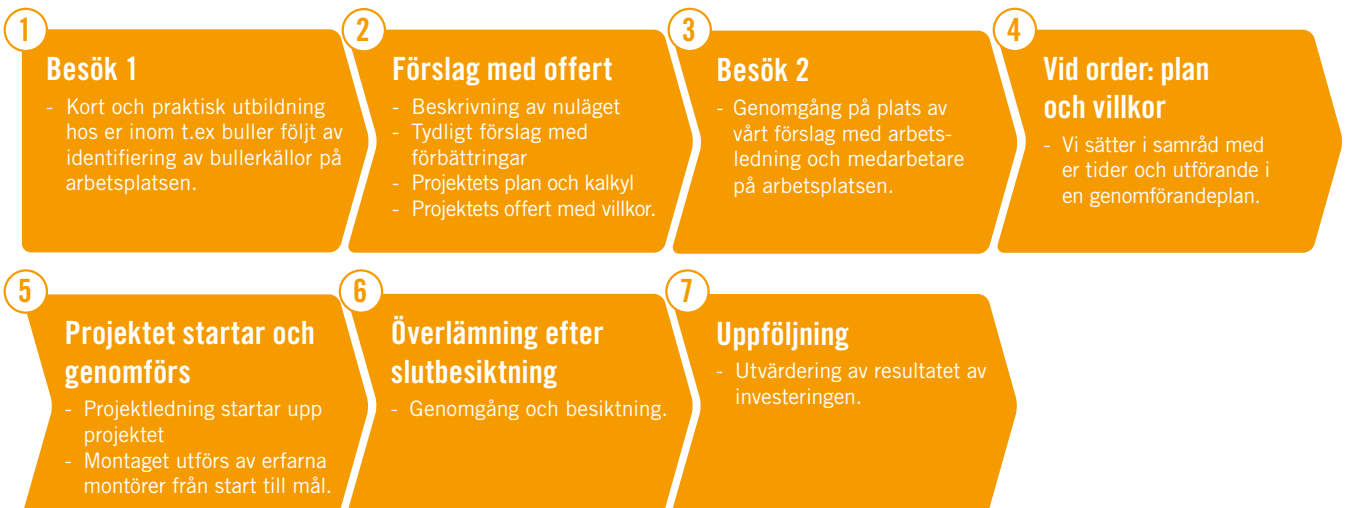 1
Besök 1
- Kort och praktisk utbildning
hos er inom t.ex buller följt av
identifiering av bullerkällor på
arbetsplatsen.
2
Förslag med offert
- Beskrivning av nuläget
- Tydligt förslag med
förbättringar
- Projektets plan och kalkyl
- Projektets offert med villkor.
3
Besök 2
- Genomgång på plats av
vårt förslag med arbets-
ledning och medarbetare
på arbetsplatsen.
4
Vid order: plan
och villkor
- Vi sätter i samråd med
er tider och utförande i
en genomförandeplan.
5
Projektet startar och
genomförs
- Projektledning startar upp
projektet
- Montaget utförs av erfarna
montörer från start till mål.
6
Överlämning efter
slutbesiktning
- Genomgång och besiktning.
7
Uppföljning
- Utvärdering av resultatet av
investeringen.